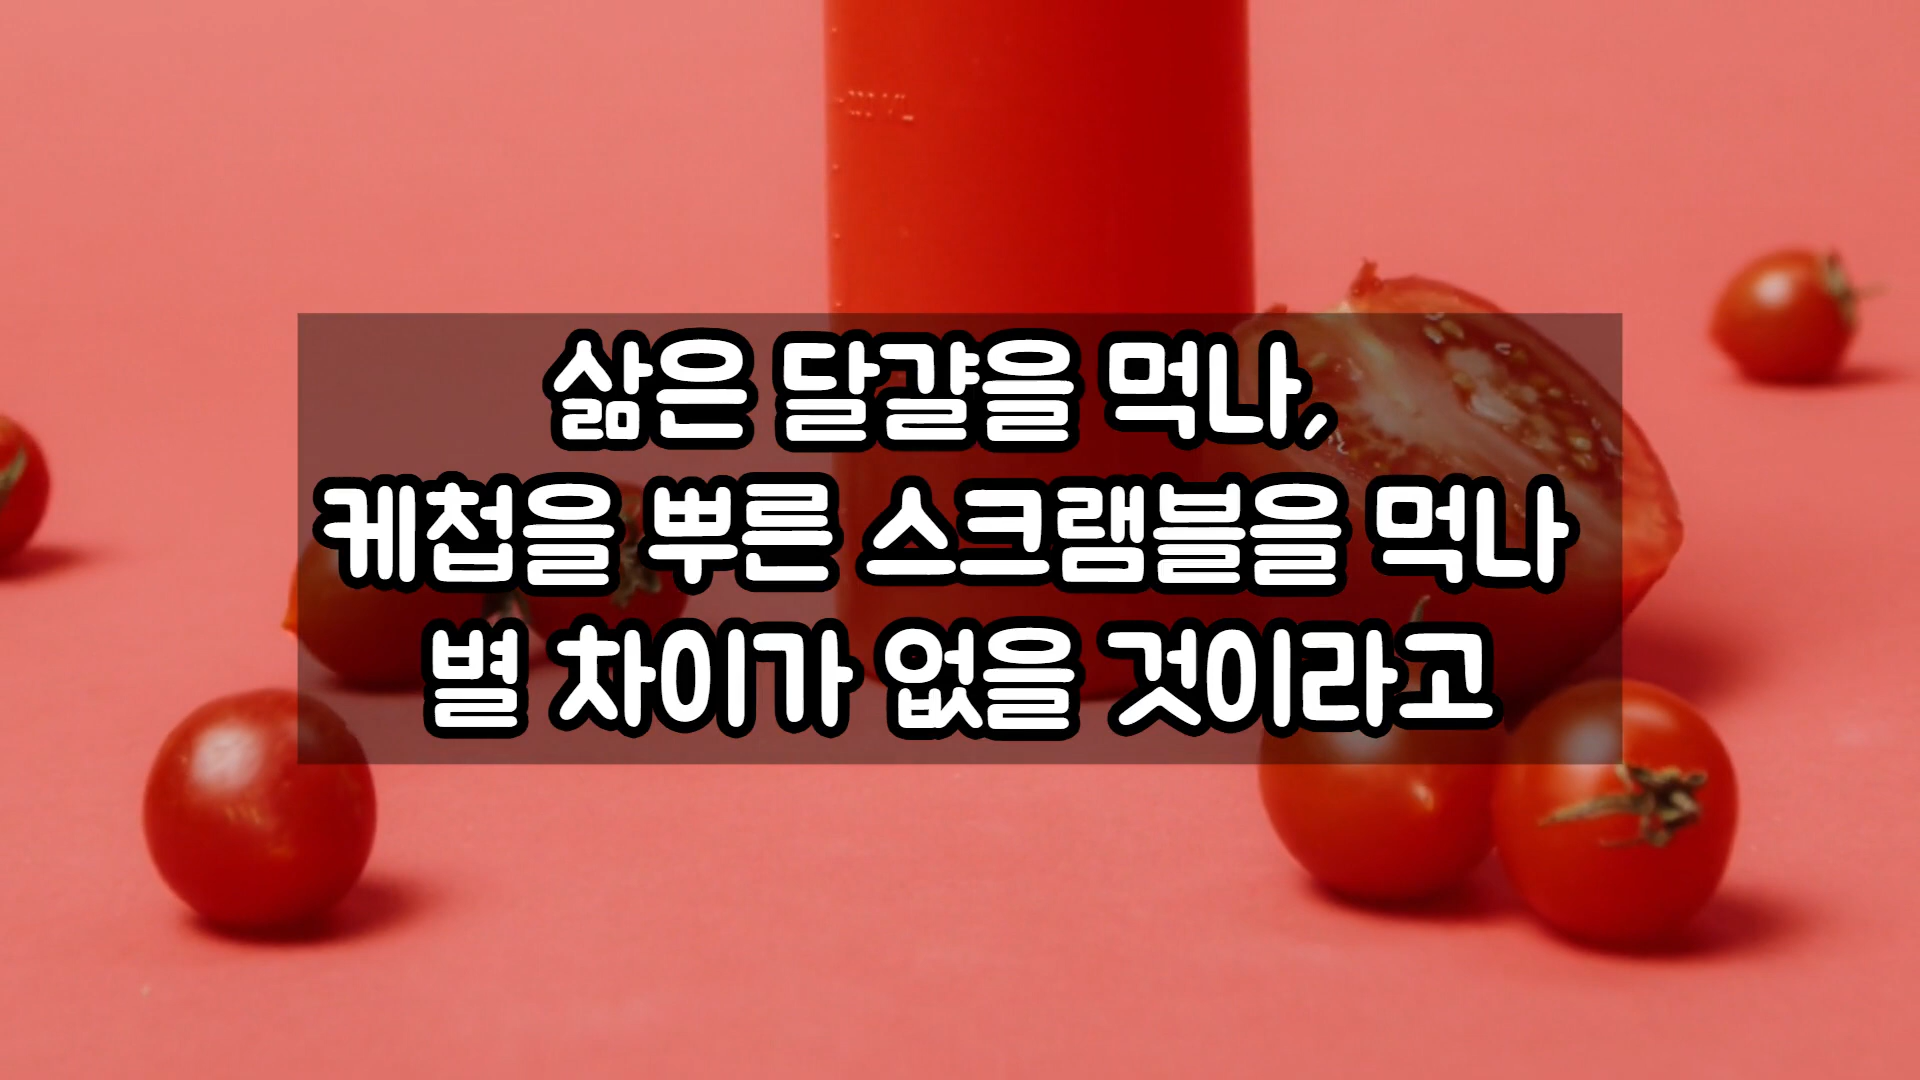 삶은 달걀을 먹나,
케첩을 뿌른 스크램블을 먹나
별 차이가 없을 것이라고